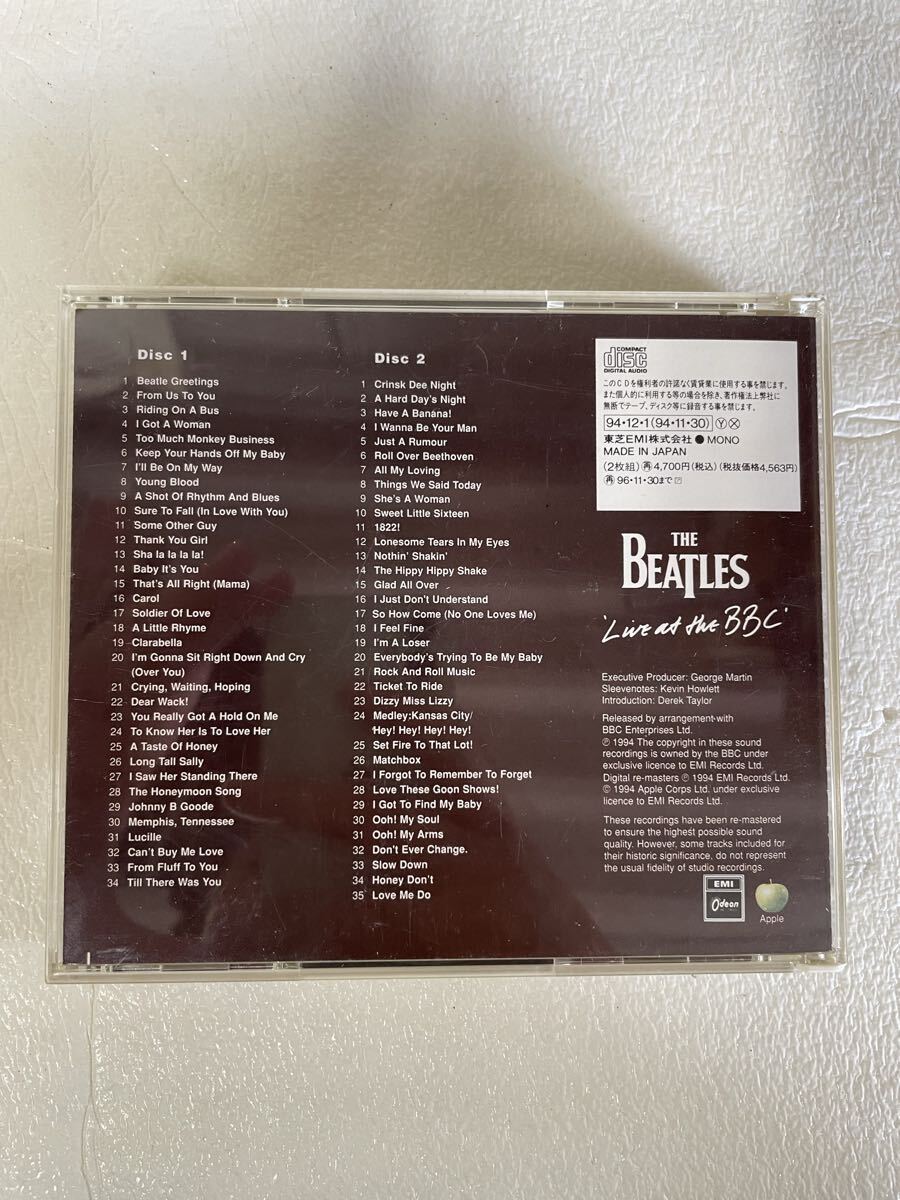 Disc 1
1 Beatle Greetings
2 From Us To You
3 Riding On A Bus
4 I Got A Woman
5 Too Much Monkey Business
6 Keep Your Hands Off My Baby
7 I'll Be On My Way
8 Young Blood
9 A Shot Of Rhythm And Blues
10 Sure To Fall (In Love With You)
11 Some Other Guy
12 Thank You Girl
13 Sha la la la la!
14 Baby It's You
15 That's All Right (Mama)
16 Carol
17 Soldier Of Love
18 A Little Rhyme
19 Clarabella
20 I'm Gonna Sit Right Down And Cry
(Over You)
21 Crying, Waiting, Hoping
22 Dear Wack!
23 You Really Got A Hold On Me
24 To Know Her Is To Love Her
25 A Taste Of Honey
26 Long Tall Sally
27 I Saw Her Standing There
28 The Honeymoon Song
29 Johnny B Goode
30 Memphis, Tennessee
31 Lucille
32 Can't Buy Me Love
33 From Fluff To You
34 Till There Was You
Disc 2
1 Crinsk Dee Night
2 A Hard Day's Night
3 Have A Banana!
4 I Wanna Be Your Man
5 Just A Rumour
6 Roll Over Beethoven
7 All My Loving
8 Things We Said Today
9 She's A Woman
10 Sweet Little Sixteen
11 1822!
12 Lonesome Tears In My Eyes
13 Nothin' Shakin'
14 The Hippy Hippy Shake
15 Glad All Over
16 I Just Don't Understand
17 So How Come (No One Loves Me)
18 I Feel Fine
19 I'm A Loser
20 Everybody's Trying To Be My Baby
21 Rock And Roll Music
22 Ticket To Ride
23 Dizzy Miss Lizzy
24 Medley:Kansas City/
Hey! Hey! Hey! Hey!
25 Set Fire To That Lot!
26 Matchbox
27 I Forgot To Remember To Forget
28 Love These Goon Shows!
29 I Got To Find My Baby
30 Ooh! My Soul
31 Ooh! My Arms
32 Don't Ever Change.
33 Slow Down
34 Honey Don't
35 Love Me Do
COMPACT
disc
DIGITAL AUDIO
このCDを権利者の許諾なく賃貸業に使用する事を禁じます。
また個人的に利用する等の場合を除き、著作権法上弊社に
無断でテープ、ディスク等に録音する事を禁じます。
94・12・1(94・11・30) Ⓨ Ⓧ
東芝EMI株式会社 ● MONO
MADE IN JAPAN
(2枚組) 再 4,700円(税込) (税抜価格4,563円)
再 96・11・30まで
THE
BEATLES
'Live at the BBC'
Executive Producer: George Martin
Sleevenotes: Kevin Howlett
Introduction: Derek Taylor
Released by arrangement with
BBC Enterprises Ltd.
℗ 1994 The copyright in these sound
recordings is owned by the BBC under
exclusive licence to EMI Records Ltd.
Digital re-masters ℗ 1994 EMI Records Ltd.
© 1994 Apple Corps Ltd. under exclusive
licence to EMI Records Ltd.
These recordings have been re-mastered
to ensure the highest possible sound
quality. However, some tracks included for
their historic significance, do not represent
the usual fidelity of studio recordings.
EMI
Odeon
Apple